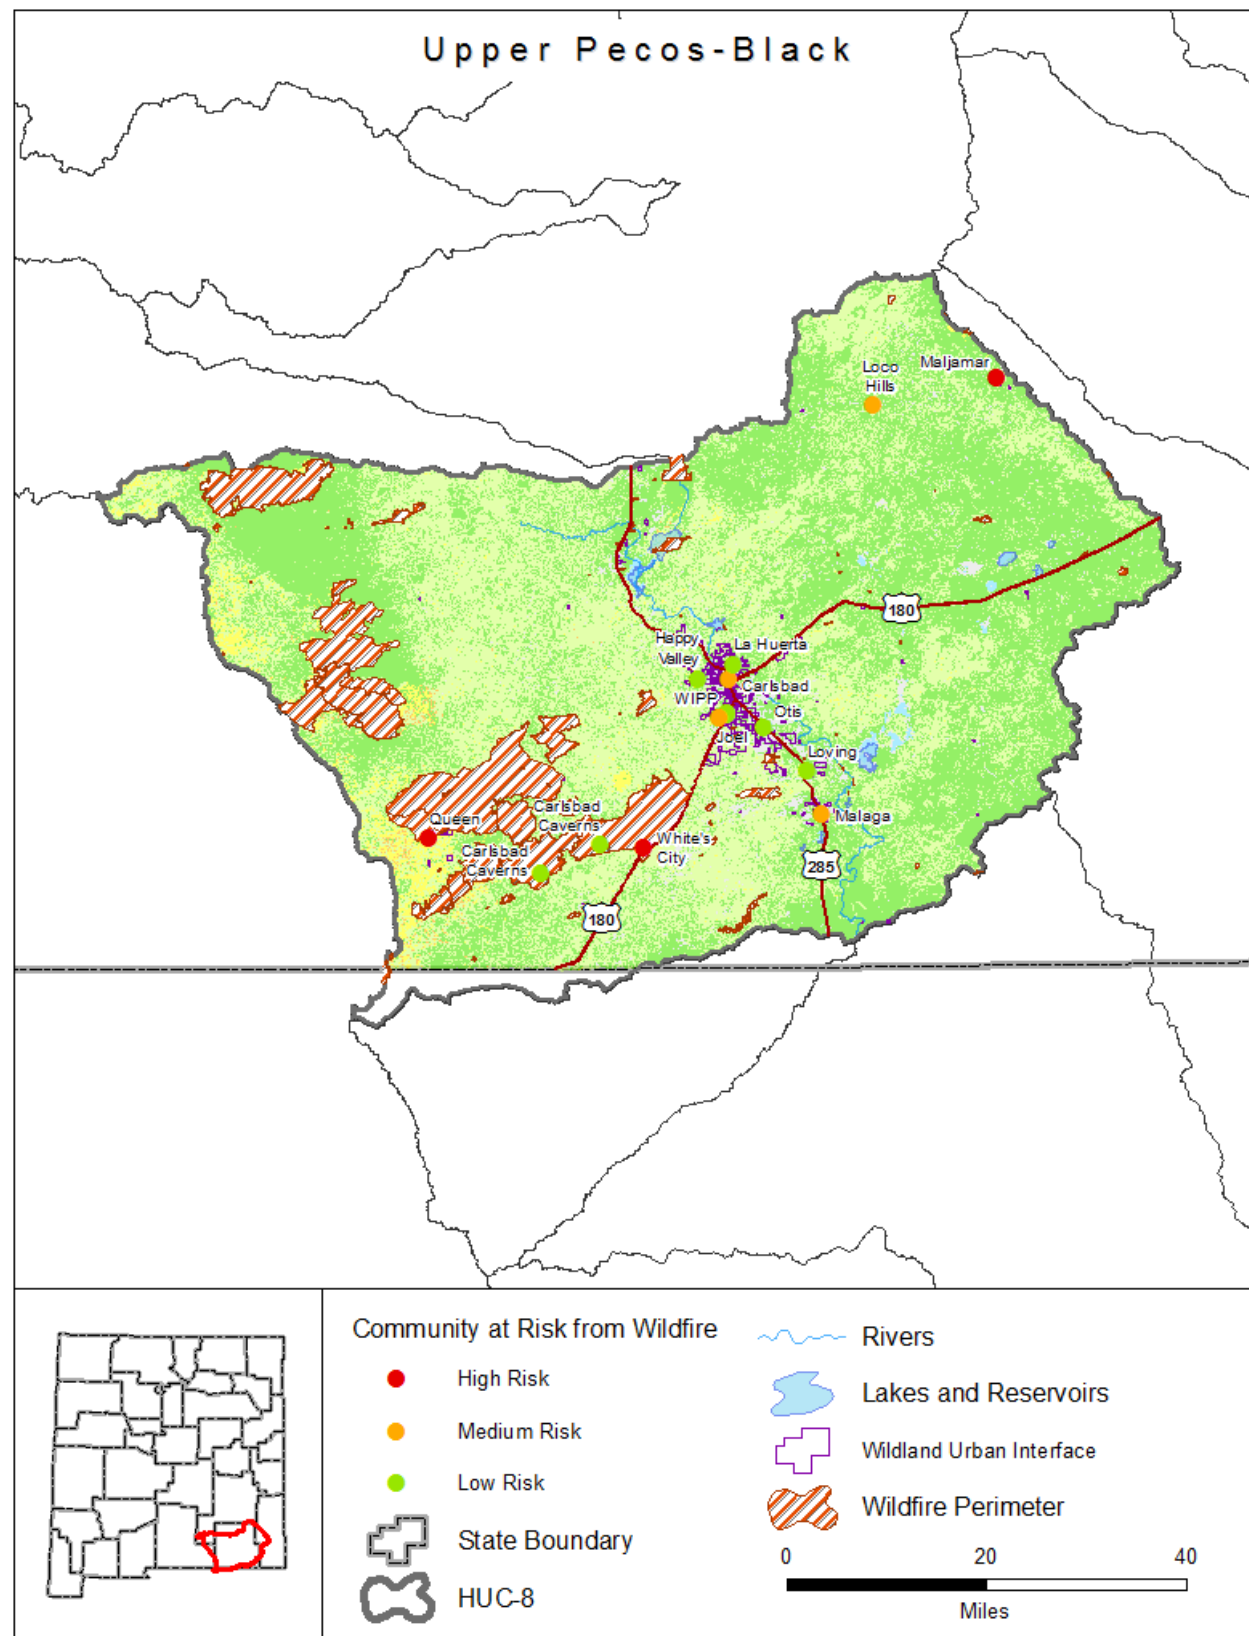 Upper Pecos-Black
Maljamar
Loco
Hills
180
Happy
Valley
La Huerta
Carlsbad
WIPP
Otis
Joel
Loving
Malaga
Carlsbad
Caverns
Queen
White's
City
Carlsbad
Caverns
285
180
Community at Risk from Wildfire
High Risk
Medium Risk
Low Risk
State Boundary
HUC-8
Rivers
Lakes and Reservoirs
Wildland Urban Interface
Wildfire Perimeter
0 20 40
Miles